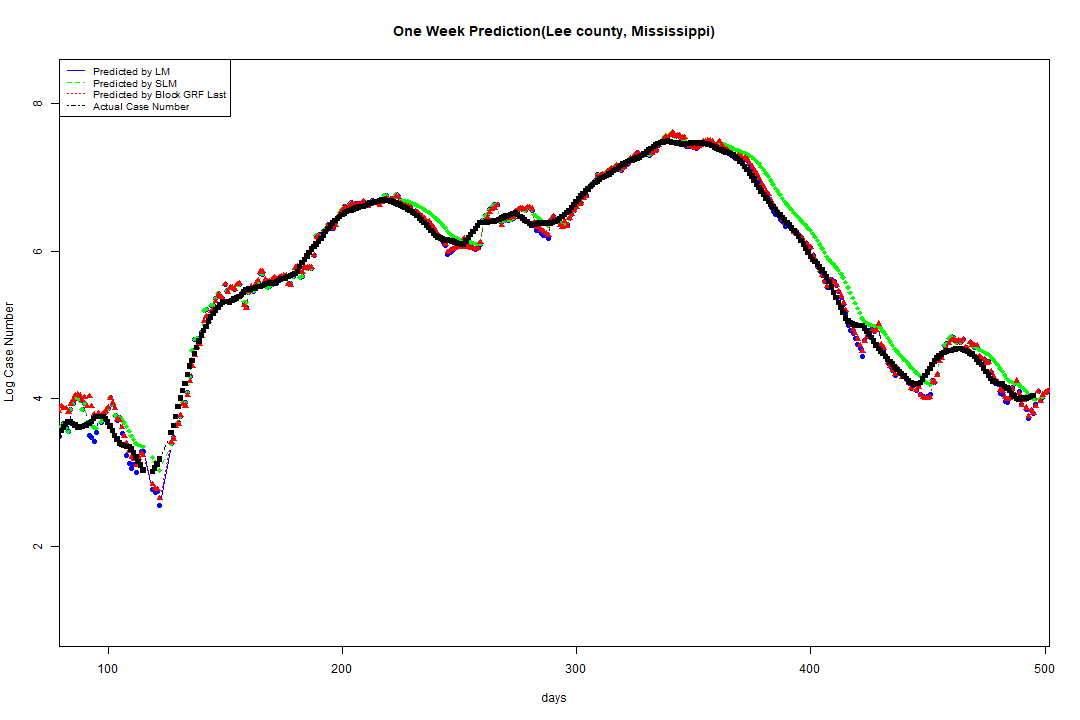 One Week Prediction(Lee county, Mississippi)
Predicted by LM
Predicted by SLM
Predicted by Block GRF Last
Actual Case Number
8
6
4
2
Log Case Number
100 200 300 400 500
days